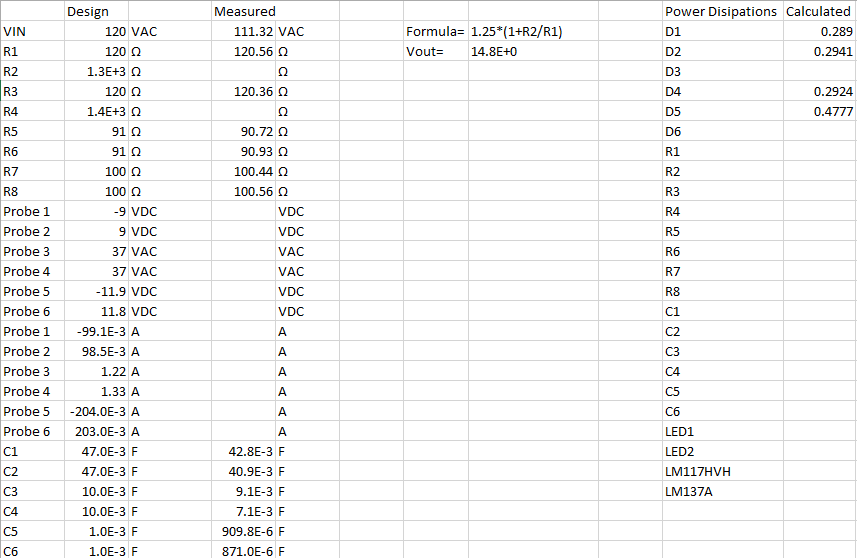 Design Measured Power Disipations Calculated
VIN 120 VAC 111.32 VAC Formula= 1.25*(1+R2/R1) D1 0.289
R1 120 Ω 120.56 Ω Vout= 14.8E+0 D2 0.2941
R2 1.3E+3 Ω Ω D3
R3 120 Ω 120.36 Ω D4 0.2924
R4 1.4E+3 Ω Ω D5 0.4777
R5 91 Ω 90.72 Ω D6
R6 91 Ω 90.93 Ω R1
R7 100 Ω 100.44 Ω R2
R8 100 Ω 100.56 Ω R3
Probe 1 -9 VDC VDC R4
Probe 2 9 VDC VDC R5
Probe 3 37 VAC VAC R6
Probe 4 37 VAC VAC R7
Probe 5 -11.9 VDC VDC R8
Probe 6 11.8 VDC VDC C1
Probe 1 -99.1E-3 A A C2
Probe 2 98.5E-3 A A C3
Probe 3 1.22 A A C4
Probe 4 1.33 A A C5
Probe 5 -204.0E-3 A A C6
Probe 6 203.0E-3 A A LED1
C1 47.0E-3 F 42.8E-3 F LED2
C2 47.0E-3 F 40.9E-3 F LM117HVH
C3 10.0E-3 F 9.1E-3 F LM137A
C4 10.0E-3 F 7.1E-3 F
C5 1.0E-3 F 909.8E-6 F
C6 1.0E-3 F 871.0E-6 F